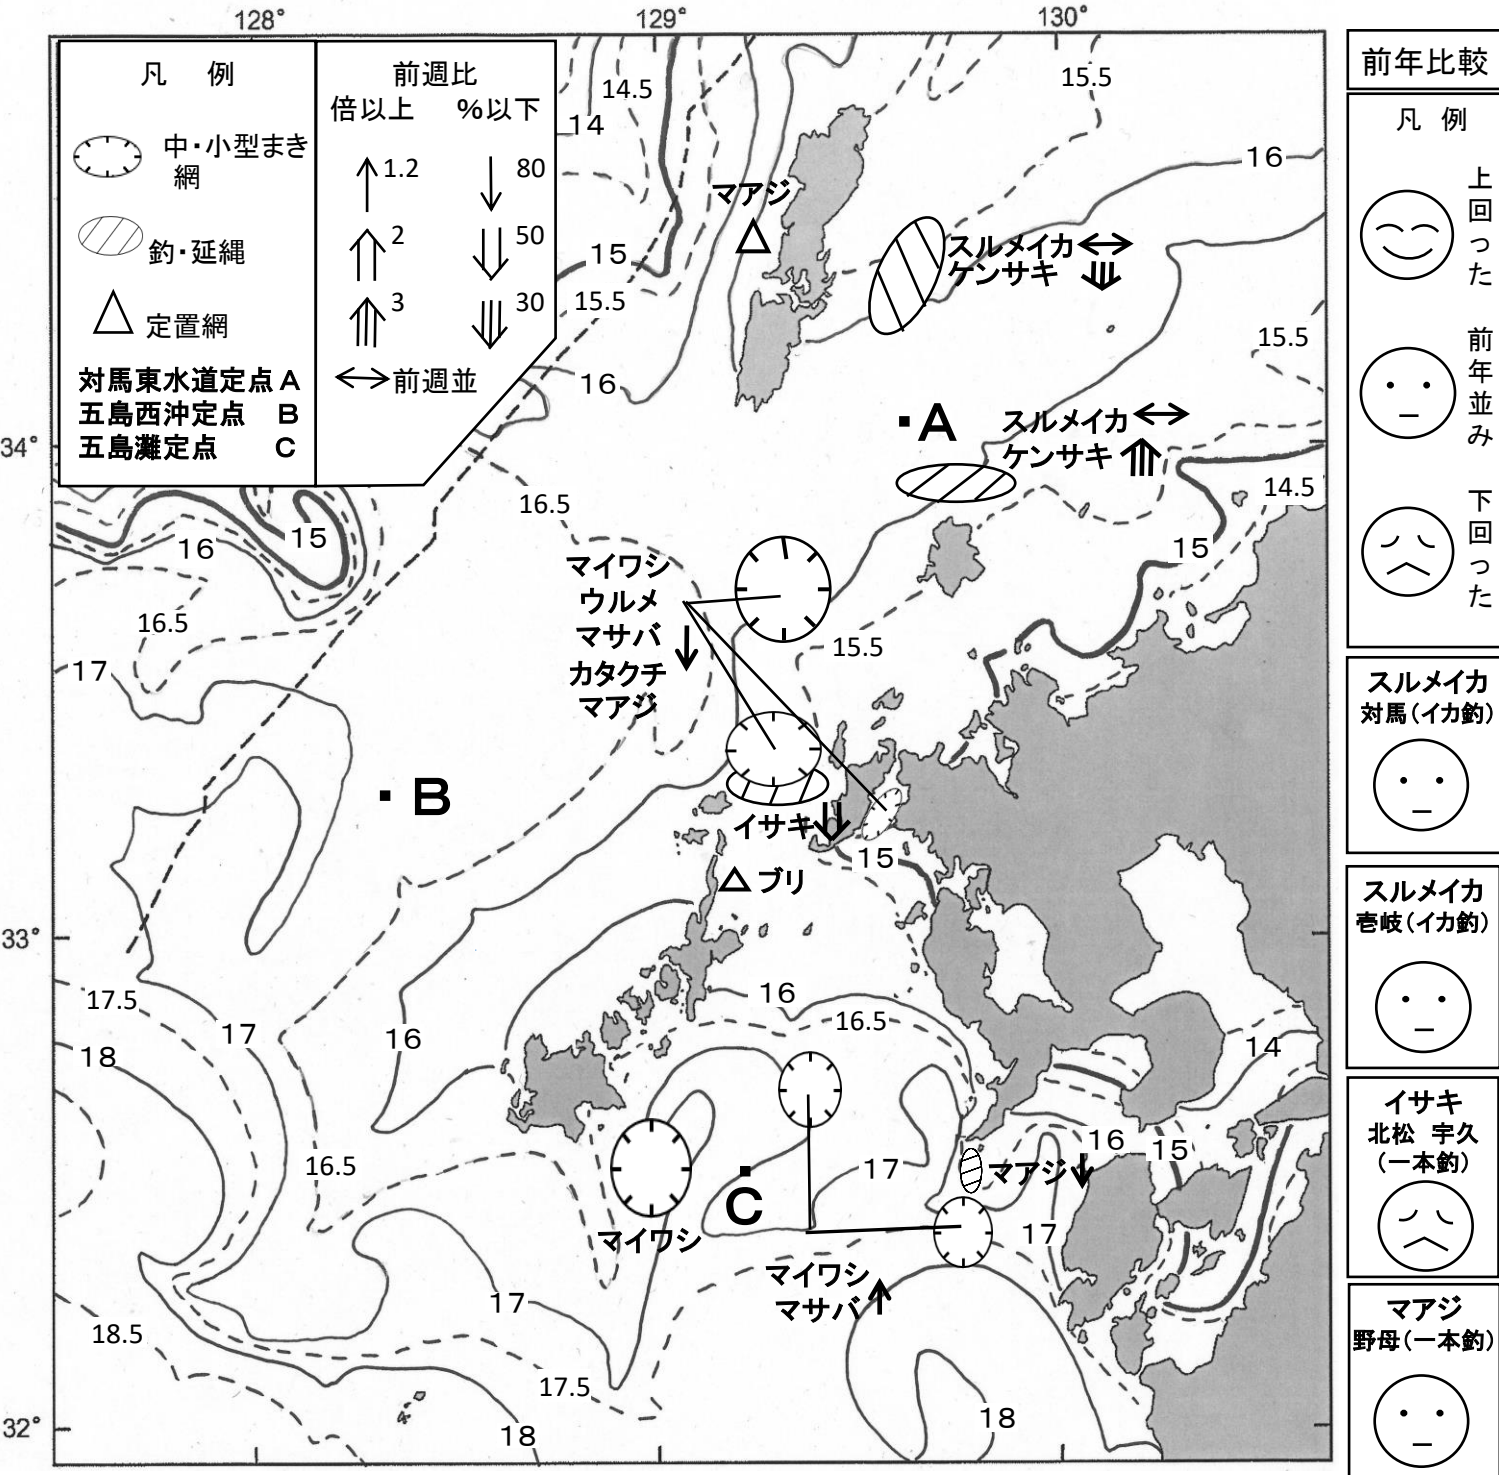 128°
129°
130°
凡 例
中・小型まき
網
釣・延縄
定置網
対馬東水道定点 A
五島西沖定点 B
五島灘定点 C
前週比
倍以上 %以下
1.2 80
2 50
3 30
前週並
14.5
14
15.5
16
マアジ
15
15.5
16
スルメイカ
ケンサキ
15.5
34°
A
スルメイカ
ケンサキ
16.5
14.5
15
16
15
マイワシ
ウルメ
マサバ
カタクチ
マアジ
16.5
15.5
17
B
イサキ
15
ブリ
33°
17.5
17
16
16
16.5
18
14
16.5
17
16
15
マアジ
C
マイワシ
17
マイワシ
マサバ
17
18.5
17.5
18
18
32°
前年比較
凡 例
上回った
前年並み
下回った
スルメイカ
対馬(イカ釣)
スルメイカ
壱岐(イカ釣)
イサキ
北松 宇久
(一本釣)
マアジ
野母(一本釣)